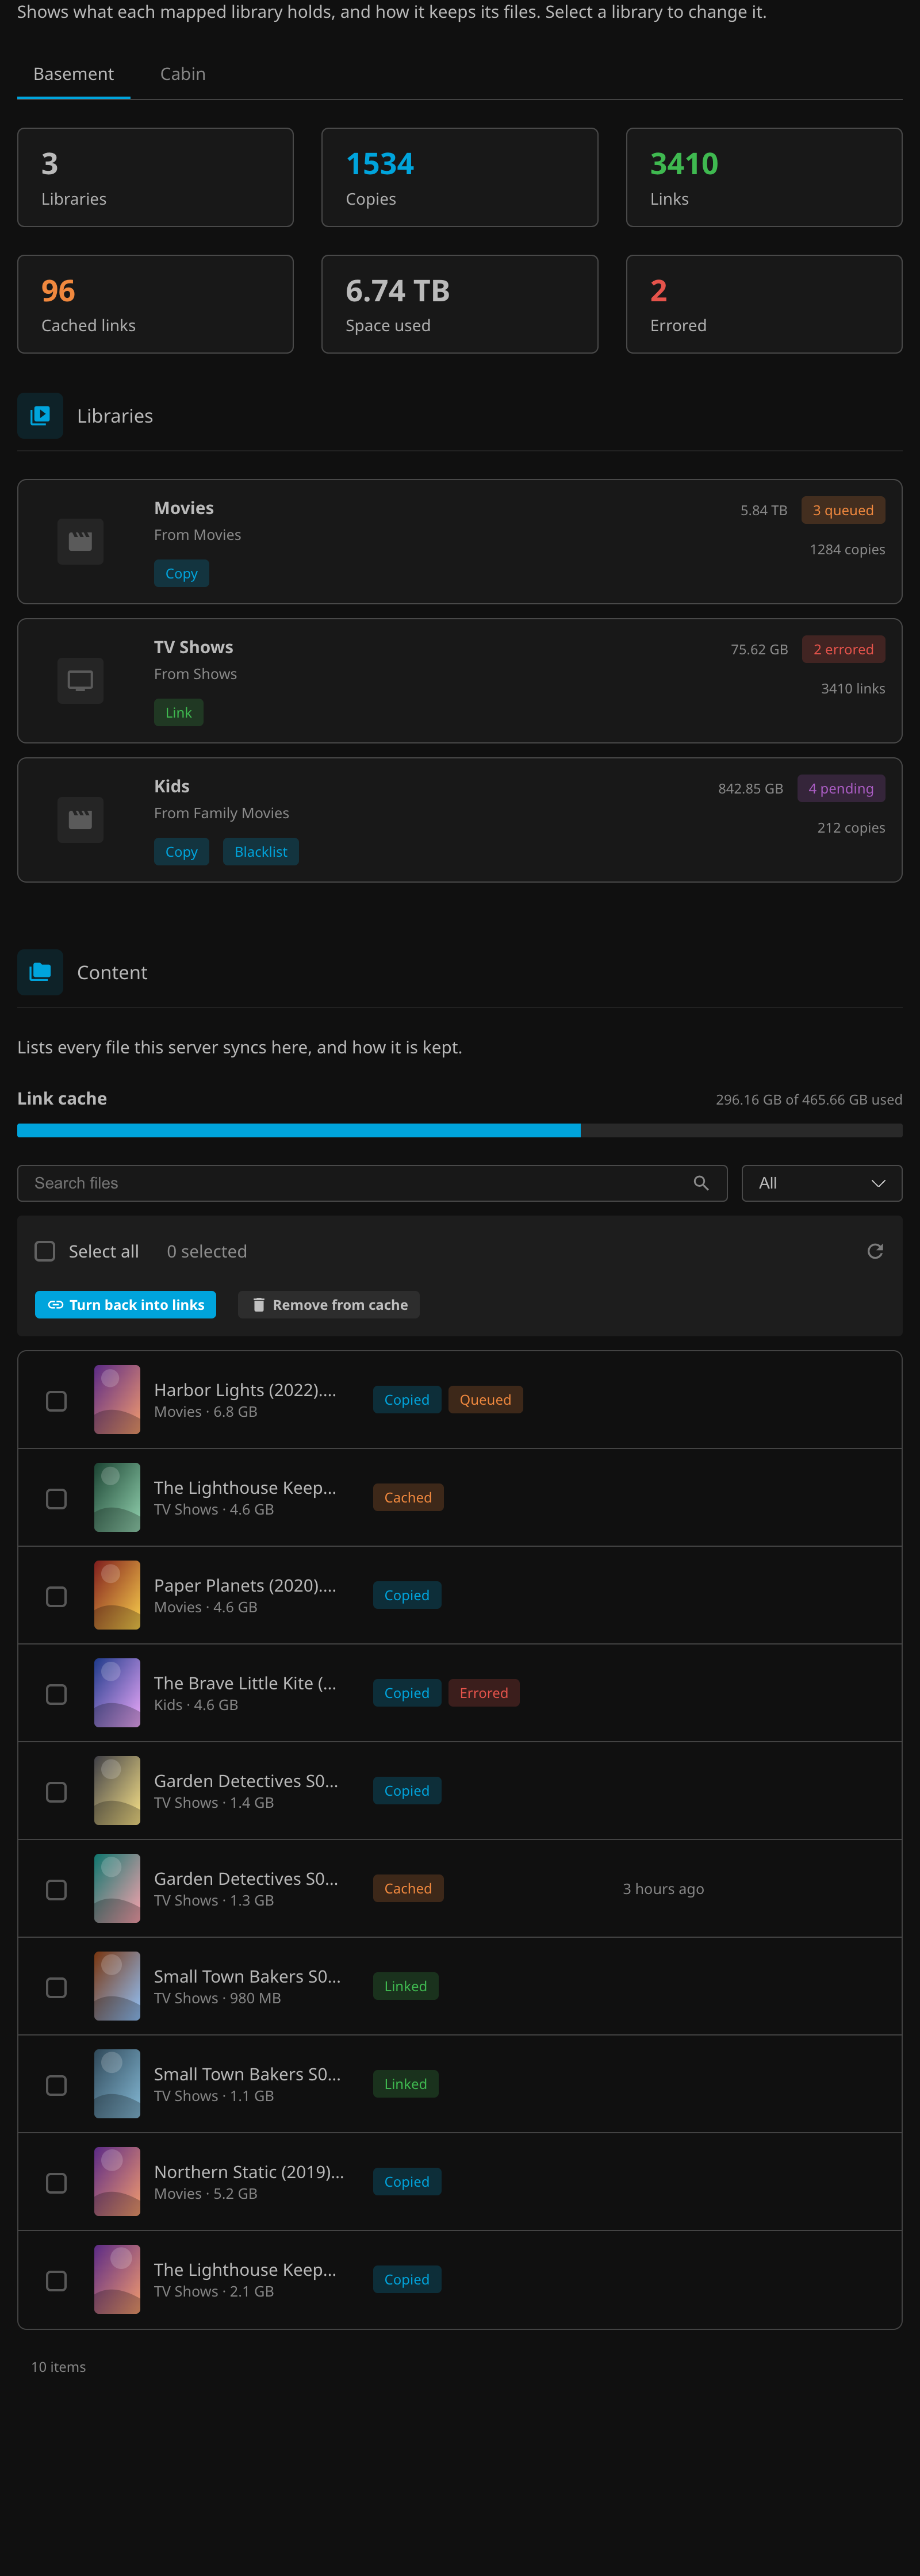 Shows what each mapped library holds, and how it keeps its files. Select a library to change it.
Basement
Cabin
3
Libraries
1534
Copies
3410
Links
96
Cached links
6.74 TB
Space used
2
Errored
Libraries
Movies
From Movies
Copy
5.84 TB
3 queued
1284 copies
TV Shows
From Shows
Link
75.62 GB
2 errored
3410 links
Kids
From Family Movies
Copy
Blacklist
842.85 GB
4 pending
212 copies
Content
Lists every file this server syncs here, and how it is kept.
Link cache
296.16 GB of 465.66 GB used
Search files
All
Select all
0 selected
Turn back into links
Remove from cache
Harbor Lights (2022)....
Movies · 6.8 GB
Copied
Queued
The Lighthouse Keep...
TV Shows · 4.6 GB
Cached
Paper Planets (2020)....
Movies · 4.6 GB
Copied
The Brave Little Kite (...
Kids · 4.6 GB
Copied
Errored
Garden Detectives S0...
TV Shows · 1.4 GB
Copied
Garden Detectives S0...
TV Shows · 1.3 GB
Cached
3 hours ago
Small Town Bakers S0...
TV Shows · 980 MB
Linked
Small Town Bakers S0...
TV Shows · 1.1 GB
Linked
Northern Static (2019)...
Movies · 5.2 GB
Copied
The Lighthouse Keep...
TV Shows · 2.1 GB
Copied
10 items